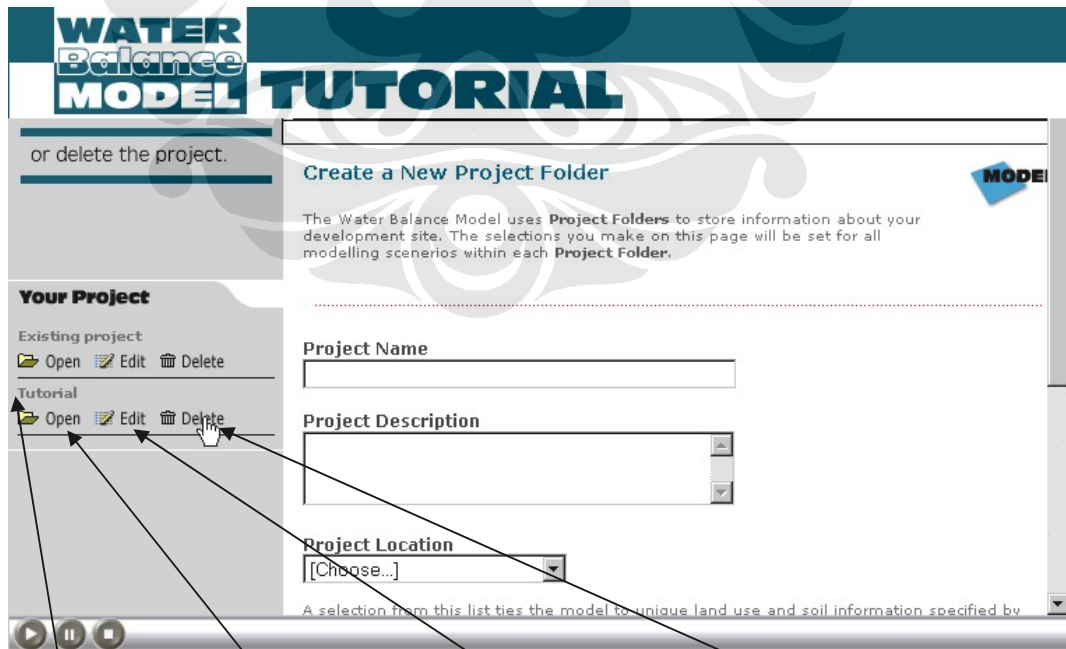 WATER
Balance
MODEL TUTORIAL
or delete the project.
Your Project
Existing project
Open Edit Delete
Tutorial
Open Edit Delete
Create a New Project Folder
MODE
The Water Balance Model uses Project Folders to store information about your
development site. The selections you make on this page will be set for all
modelling scenerios within each Project Folder.
Project Name
Project Description
Project Location
[Choose...]
A selection from this list ties the model to unique land use and soil information specified by